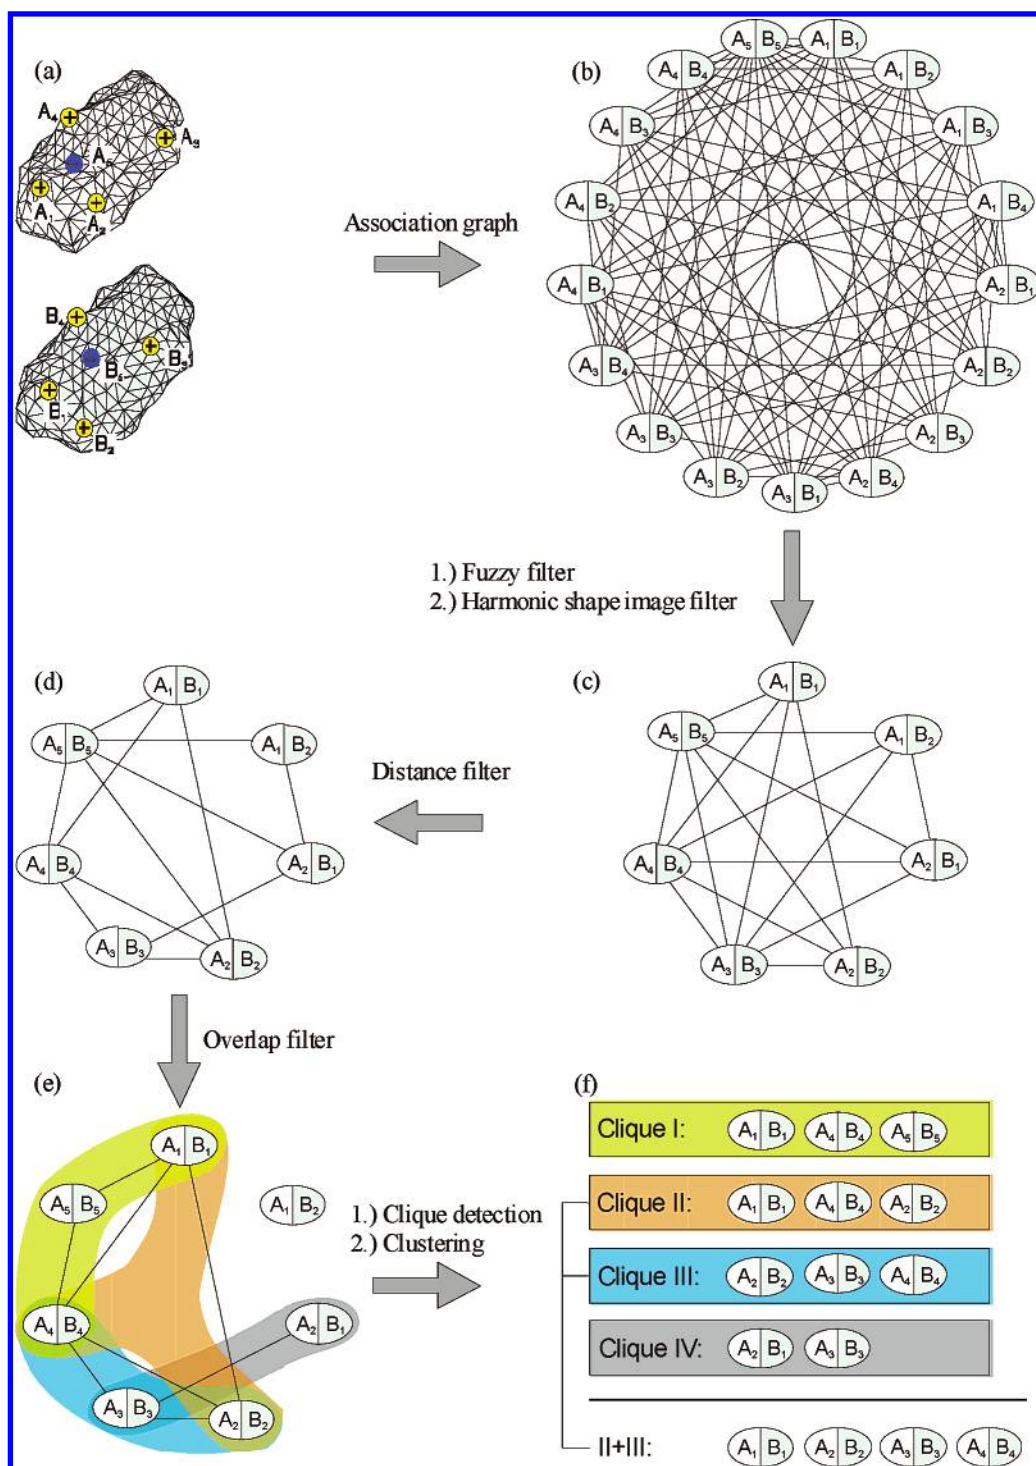 (a)
A₄
A₃
A₅
A₁
A₂
B₄
B₃
B₅
B₁
B₂
Association graph
(b)
A₅ B₅
A₁ B₁
A₄ B₄
A₁ B₂
A₄ B₃
A₁ B₃
A₄ B₂
A₁ B₄
A₄ B₁
A₂ B₁
A₃ B₄
A₂ B₂
A₃ B₃
A₂ B₃
A₃ B₂
A₂ B₄
A₃ B₁
1.) Fuzzy filter
2.) Harmonic shape image filter
(c)
A₁ B₁
A₅ B₅
A₁ B₂
A₄ B₄
A₂ B₁
A₃ B₃
A₂ B₂
Distance filter
(d)
A₁ B₁
A₅ B₅
A₁ B₂
A₄ B₄
A₂ B₁
A₃ B₃
A₂ B₂
Overlap filter
(e)
A₁ B₁
A₅ B₅
A₁ B₂
A₄ B₄
A₂ B₁
A₃ B₃
A₂ B₂
1.) Clique detection
2.) Clustering
(f)
Clique I: A₁ B₁ A₄ B₄ A₅ B₅
Clique II: A₁ B₁ A₄ B₄ A₂ B₂
Clique III: A₂ B₂ A₃ B₃ A₄ B₄
Clique IV: A₂ B₁ A₃ B₃
II+III: A₁ B₁ A₂ B₂ A₃ B₃ A₄ B₄